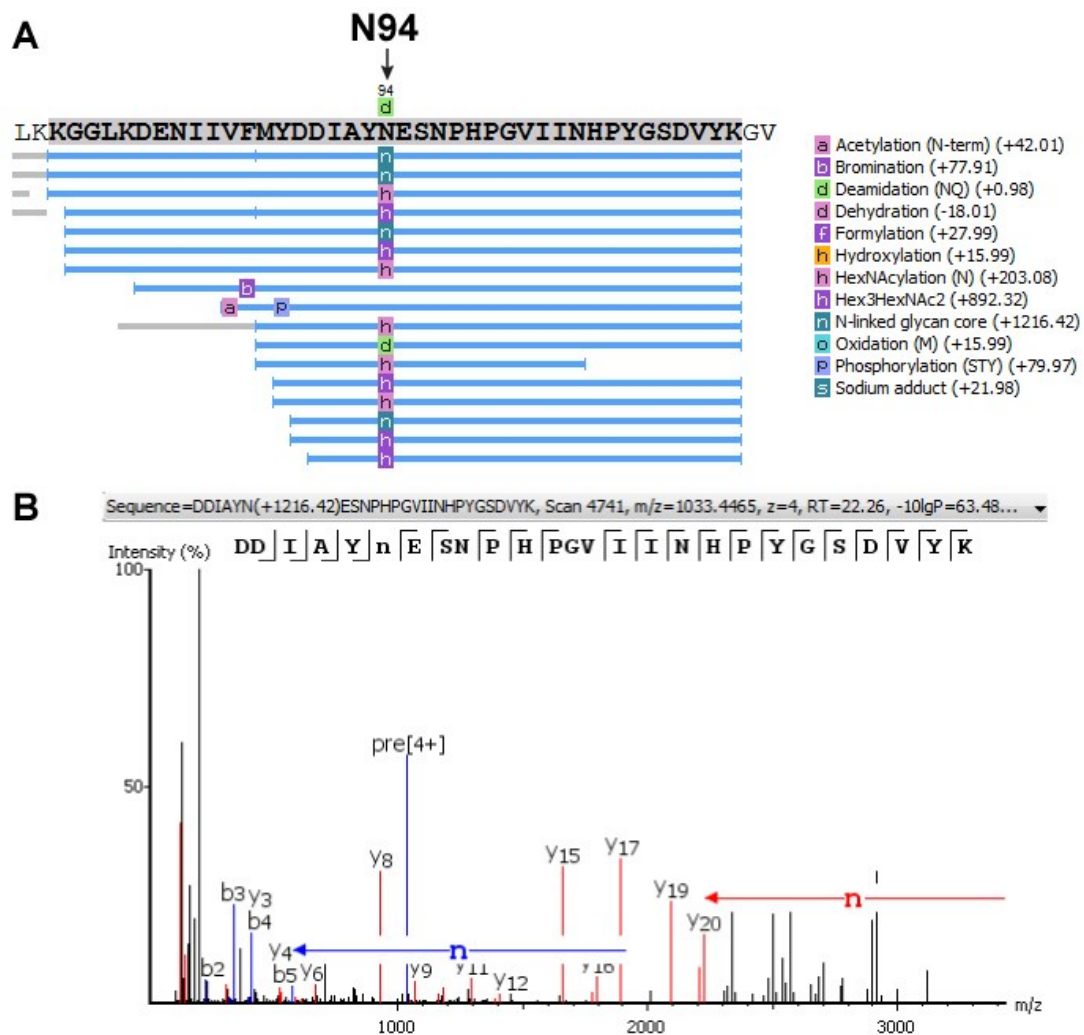 A
N94
94
d
LKKGGLKDENIIVFMYDDIAYNESNPHPGVIINHPYGSDVYKGV
n
n
h
h
n
h
h
b
a p
h
d
h
h
h
n
h
h
a Acetylation (N-term) (+42.01)
b Bromination (+77.91)
d Deamidation (NQ) (+0.98)
d Dehydration (-18.01)
f Formylation (+27.99)
h Hydroxylation (+15.99)
h HexNAcylation (N) (+203.08)
h Hex3HexNAc2 (+892.32)
n N-linked glycan core (+1216.42)
o Oxidation (M) (+15.99)
p Phosphorylation (STY) (+79.97)
s Sodium adduct (+21.98)
B
Sequence=DDIAYN(+1216.42)ESNPHPGVIINHPYGSDVYK, Scan 4741, m/z=1033.4465, z=4, RT=22.26, -10lgP=63.48...
Intensity (%)
D D I A Y n E S N P H P G V I I N H P Y G S D V Y K
100
50
pre[4+]
y8
y15
y17
y19
y20
n
n
b3 y3
b4
y4
b2
b5 y6
y9
y11
y12
y16
1000
2000
3000
m/z